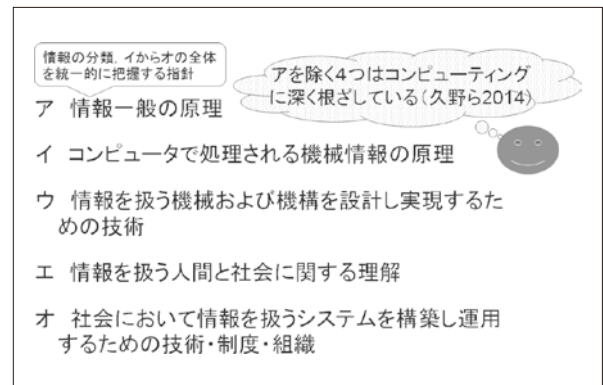 情報の分類，イからオの全体
を統一的に把握する指針
アを除く4つはコンピューティング
に深く根ざしている(久野ら2014)
ア 情報一般の原理
イ コンピュータで処理される機械情報の原理
ウ 情報を扱う機械および機構を設計し実現するた
めの技術
エ 情報を扱う人間と社会に関する理解
オ 社会において情報を扱うシステムを構築し運用
するための技術・制度・組織